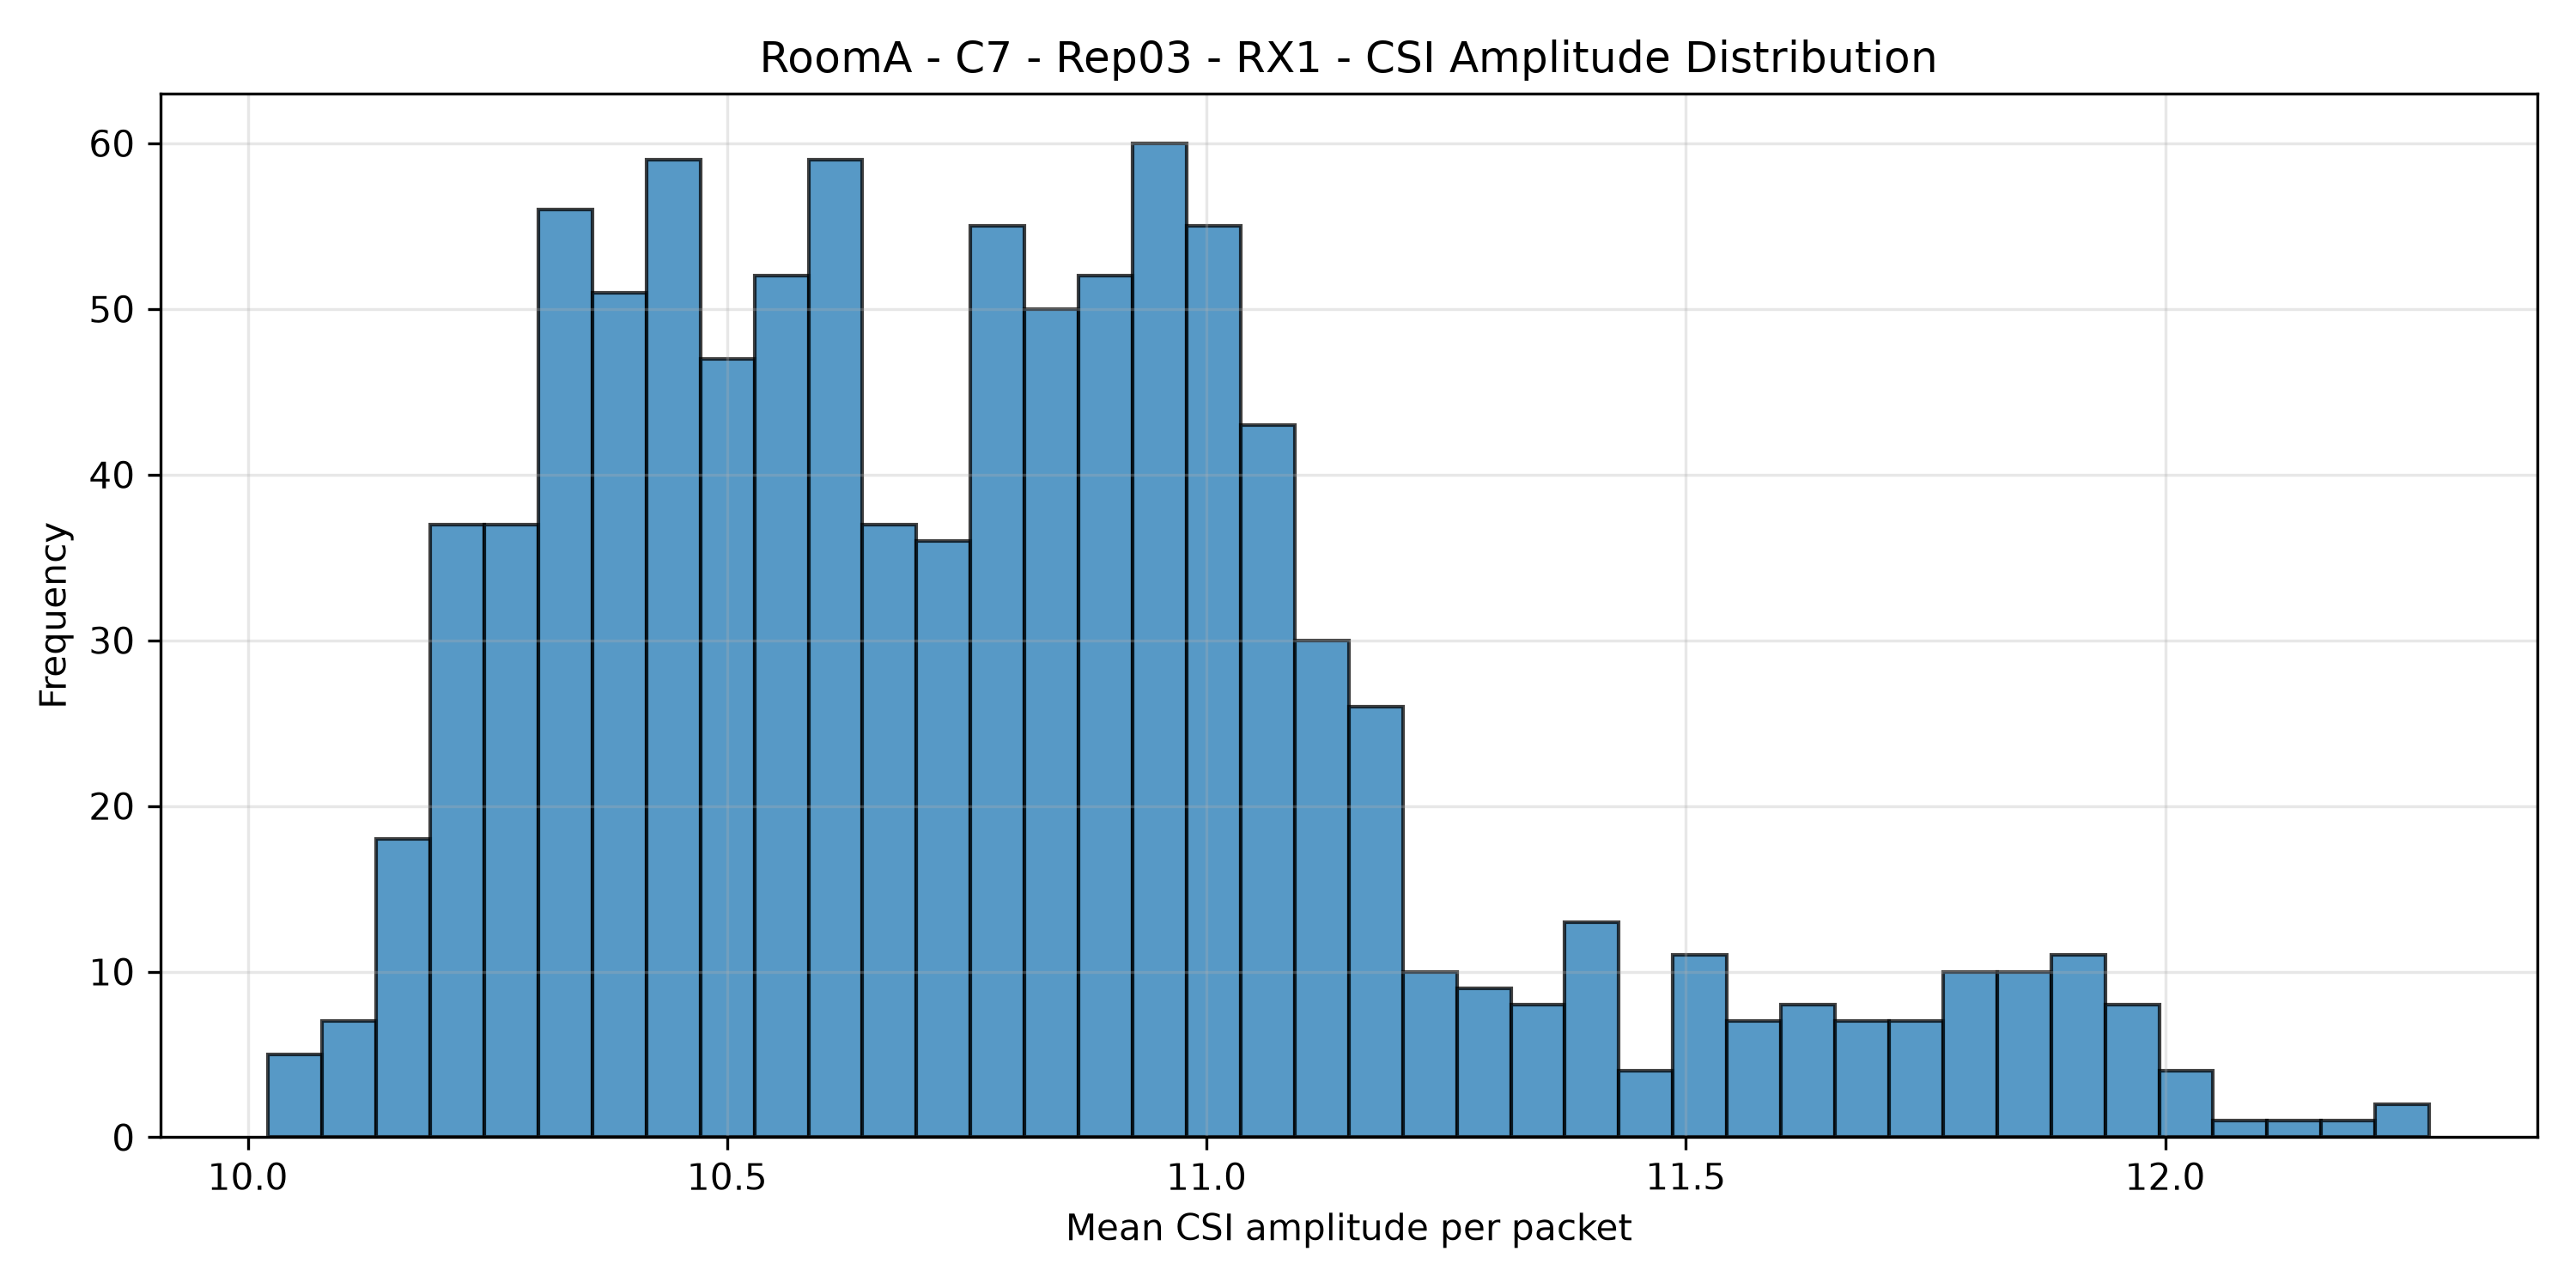 RoomA - C7 - Rep03 - RX1 - CSI Amplitude Distribution
60
50
40
30
20
10
0
Frequency
10.0 10.5 11.0 11.5 12.0
Mean CSI amplitude per packet